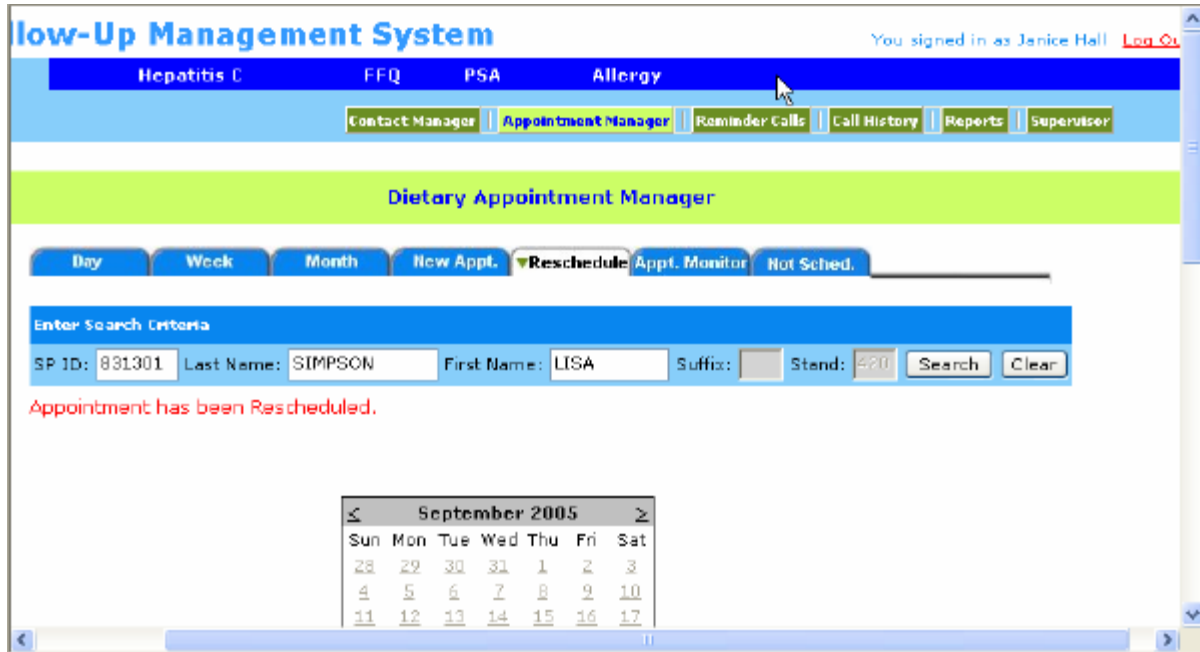 llow-Up Management System
You signed in as Janice Hall Log Ou
Hepatitis C FFQ PSA Allergy
Contact Manager Appointment Manager Reminder Calls Call History Reports Supervisor
Dietary Appointment Manager
Day Week Month New Appt. ▼Reschedule Appt. Monitor Not Sched.
Enter Search Criteria
SP ID: 831301 Last Name: SIMPSON First Name: LISA Suffix: Stand: 420 Search Clear
Appointment has been Rescheduled.
< September 2005 >
Sun Mon Tue Wed Thu Fri Sat
28 29 30 31 1 2 3
4 5 6 7 8 9 10
11 12 13 14 15 16 17